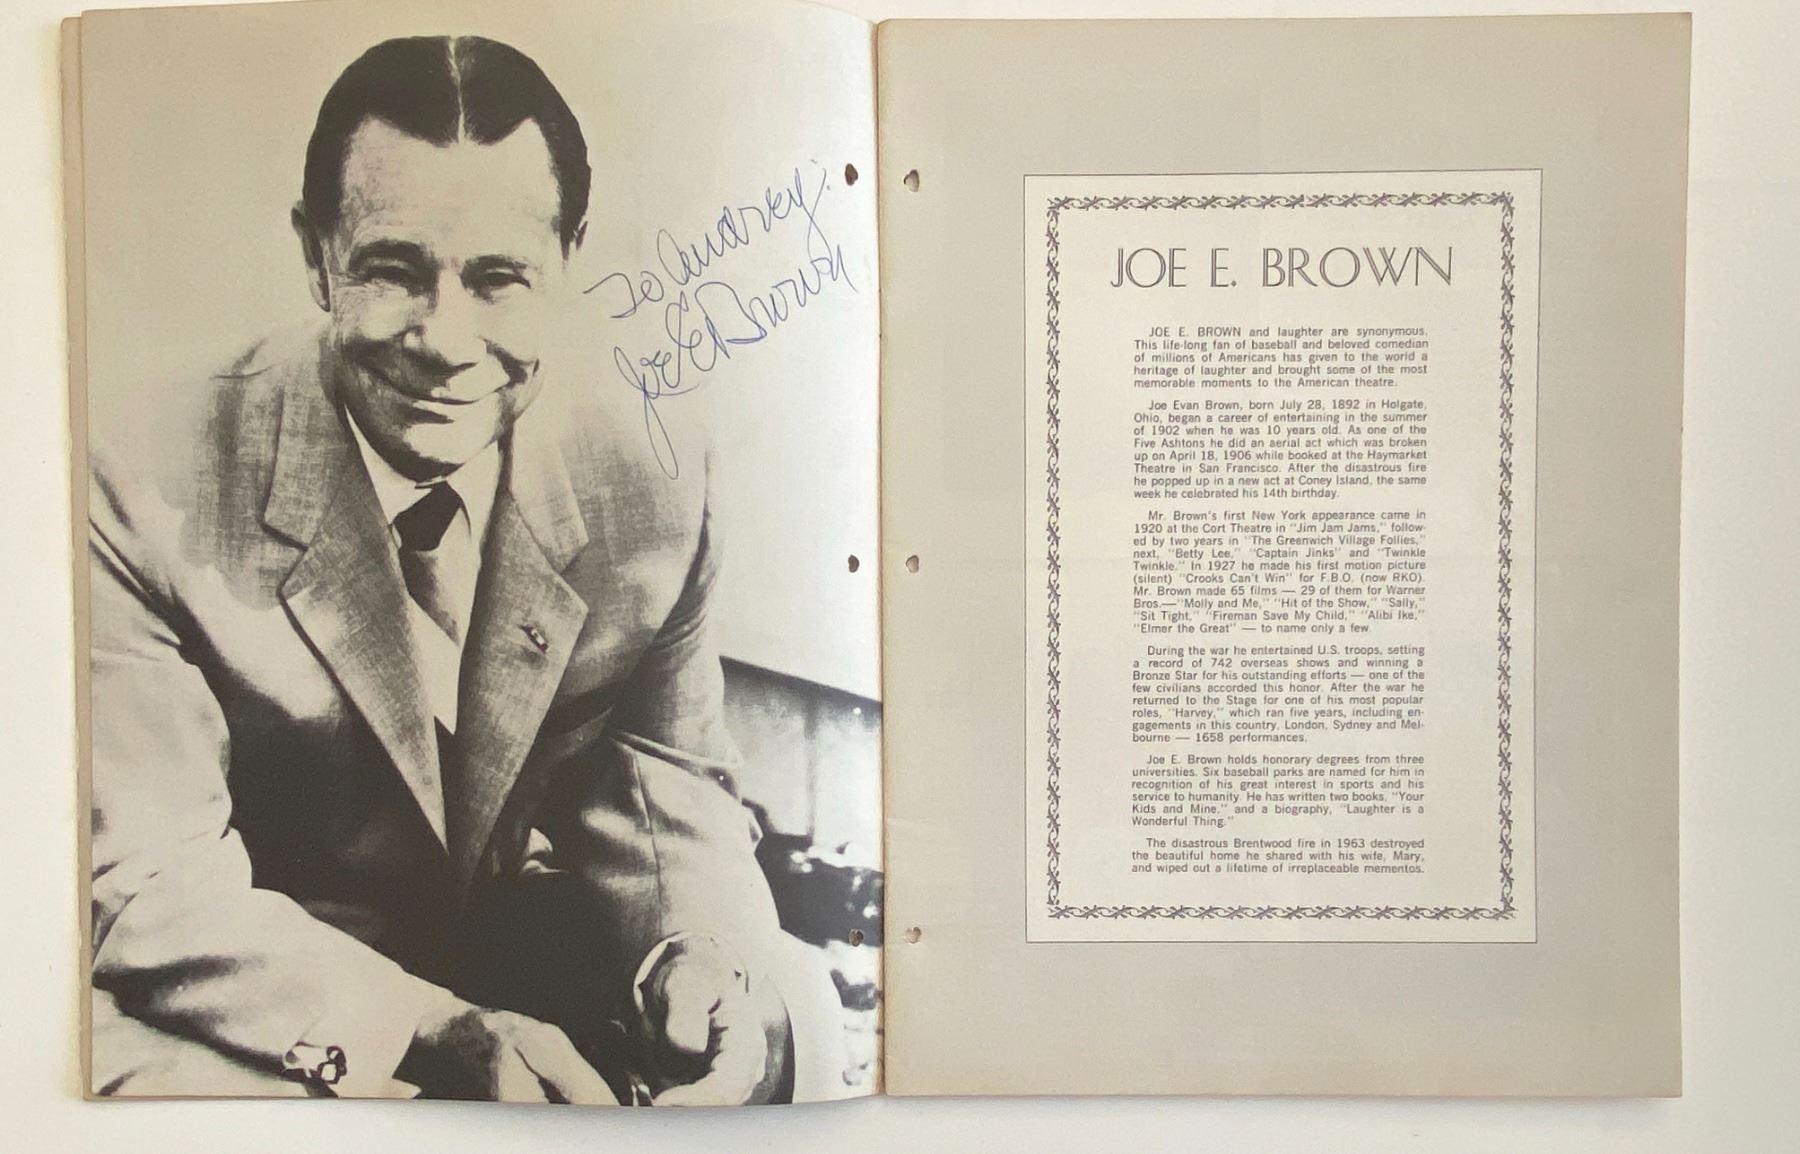 To Audrey:
Joe E Brown
JOE E. BROWN
JOE E. BROWN and laughter are synonymous.
This life-long fan of baseball and beloved comedian
of millions of Americans has given to the world a
heritage of laughter and brought some of the most
memorable moments to the American theatre.
Joe Evan Brown, born July 28, 1892 in Holgate,
Ohio, began a career of entertaining in the summer
of 1902 when he was 10 years old. As one of the
Five Ashtons he did an aerial act which was broken
up on April 18, 1906 while booked at the Haymarket
Theatre in San Francisco. After the disastrous fire
he popped up in a new act at Coney Island, the same
week he celebrated his 14th birthday.
Mr. Brown's first New York appearance came in
1920 at the Cort Theatre in "Jim Jam Jams," follow-
ed by two years in "The Greenwich Village Follies,"
next, "Betty Lee," "Captain Jinks" and "Twinkle
Twinkle." In 1927 he made his first motion picture
(silent) "Crooks Can't Win" for F.B.O. (now RKO).
Mr. Brown made 65 films — 29 of them for Warner
Bros.—"Molly and Me," "Hit of the Show," "Sally,"
"Sit Tight," "Fireman Save My Child," "Alibi Ike,"
"Elmer the Great" — to name only a few.
During the war he entertained U.S. troops, setting
a record of 742 overseas shows and winning a
Bronze Star for his outstanding efforts — one of the
few civilians accorded this honor. After the war he
returned to the Stage for one of his most popular
roles, "Harvey," which ran five years, including en-
gagements in this country, London, Sydney and Mel-
bourne — 1658 performances.
Joe E. Brown holds honorary degrees from three
universities. Six baseball parks are named for him in
recognition of his great interest in sports and his
service to humanity. He has written two books, "Your
Kids and Mine," and a biography, "Laughter is a
Wonderful Thing."
The disastrous Brentwood fire in 1963 destroyed
the beautiful home he shared with his wife, Mary,
and wiped out a lifetime of irreplaceable mementos.